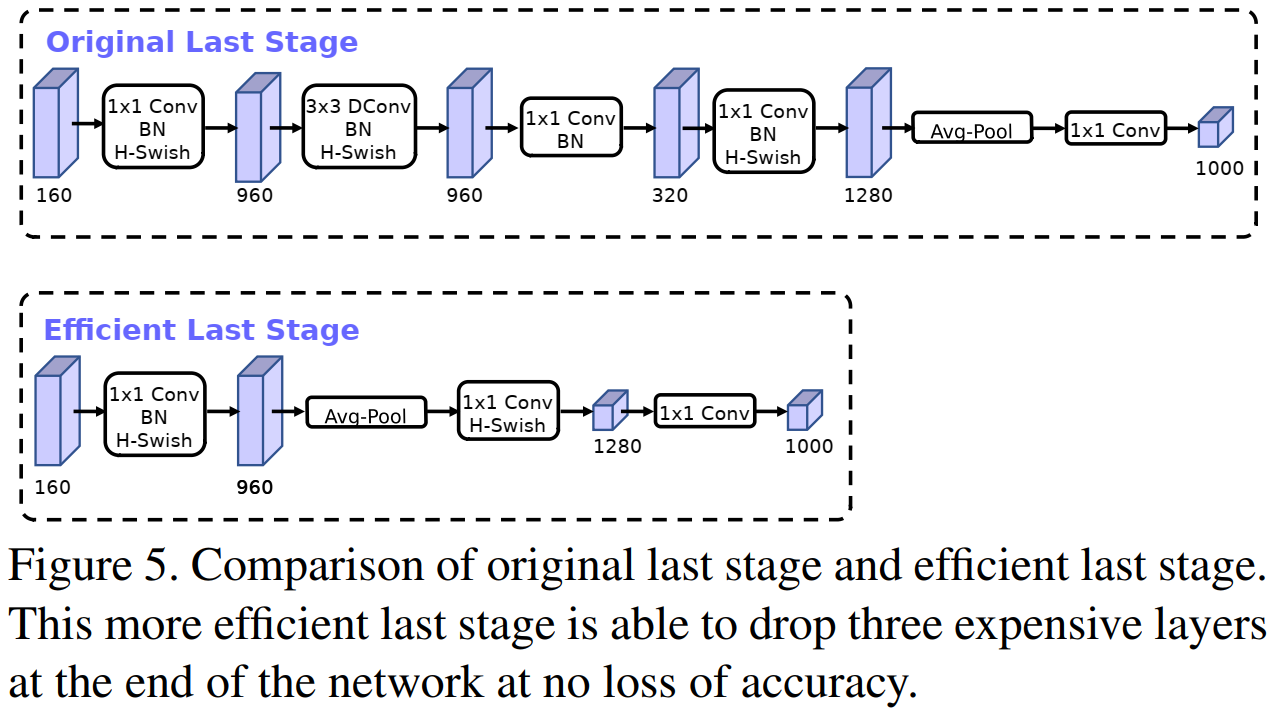 Original Last Stage
1x1 Conv
BN
H-Swish
3x3 DConv
BN
H-Swish
1x1 Conv
BN
1x1 Conv
BN
H-Swish
Avg-Pool
1x1 Conv
160
960
960
320
1280
1000
Efficient Last Stage
1x1 Conv
BN
H-Swish
Avg-Pool
1x1 Conv
H-Swish
1x1 Conv
160
960
1280
1000
Figure 5. Comparison of original last stage and efficient last stage.
This more efficient last stage is able to drop three expensive layers
at the end of the network at no loss of accuracy.